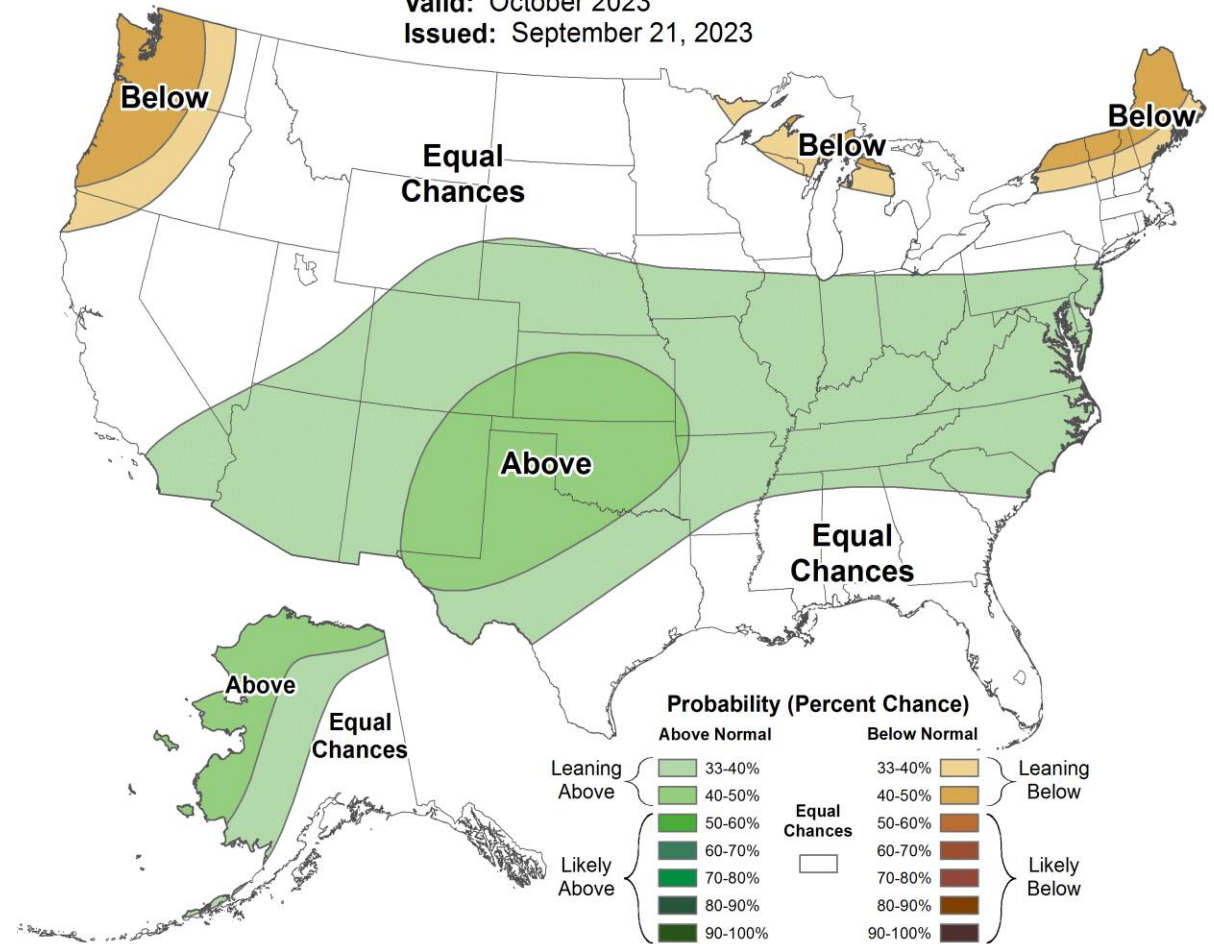 Valid: October 2023
Issued: September 21, 2023
Below
Equal
Chances
Below
Below
Above
Equal
Chances
Above
Equal
Chances
Probability (Percent Chance)
Above Normal
Below Normal
Leaning
Above
33-40%
40-50%
Likely
Above
50-60%
60-70%
70-80%
80-90%
90-100%
Equal
Chances
33-40%
40-50%
Leaning
Below
50-60%
60-70%
70-80%
80-90%
90-100%
Likely
Below